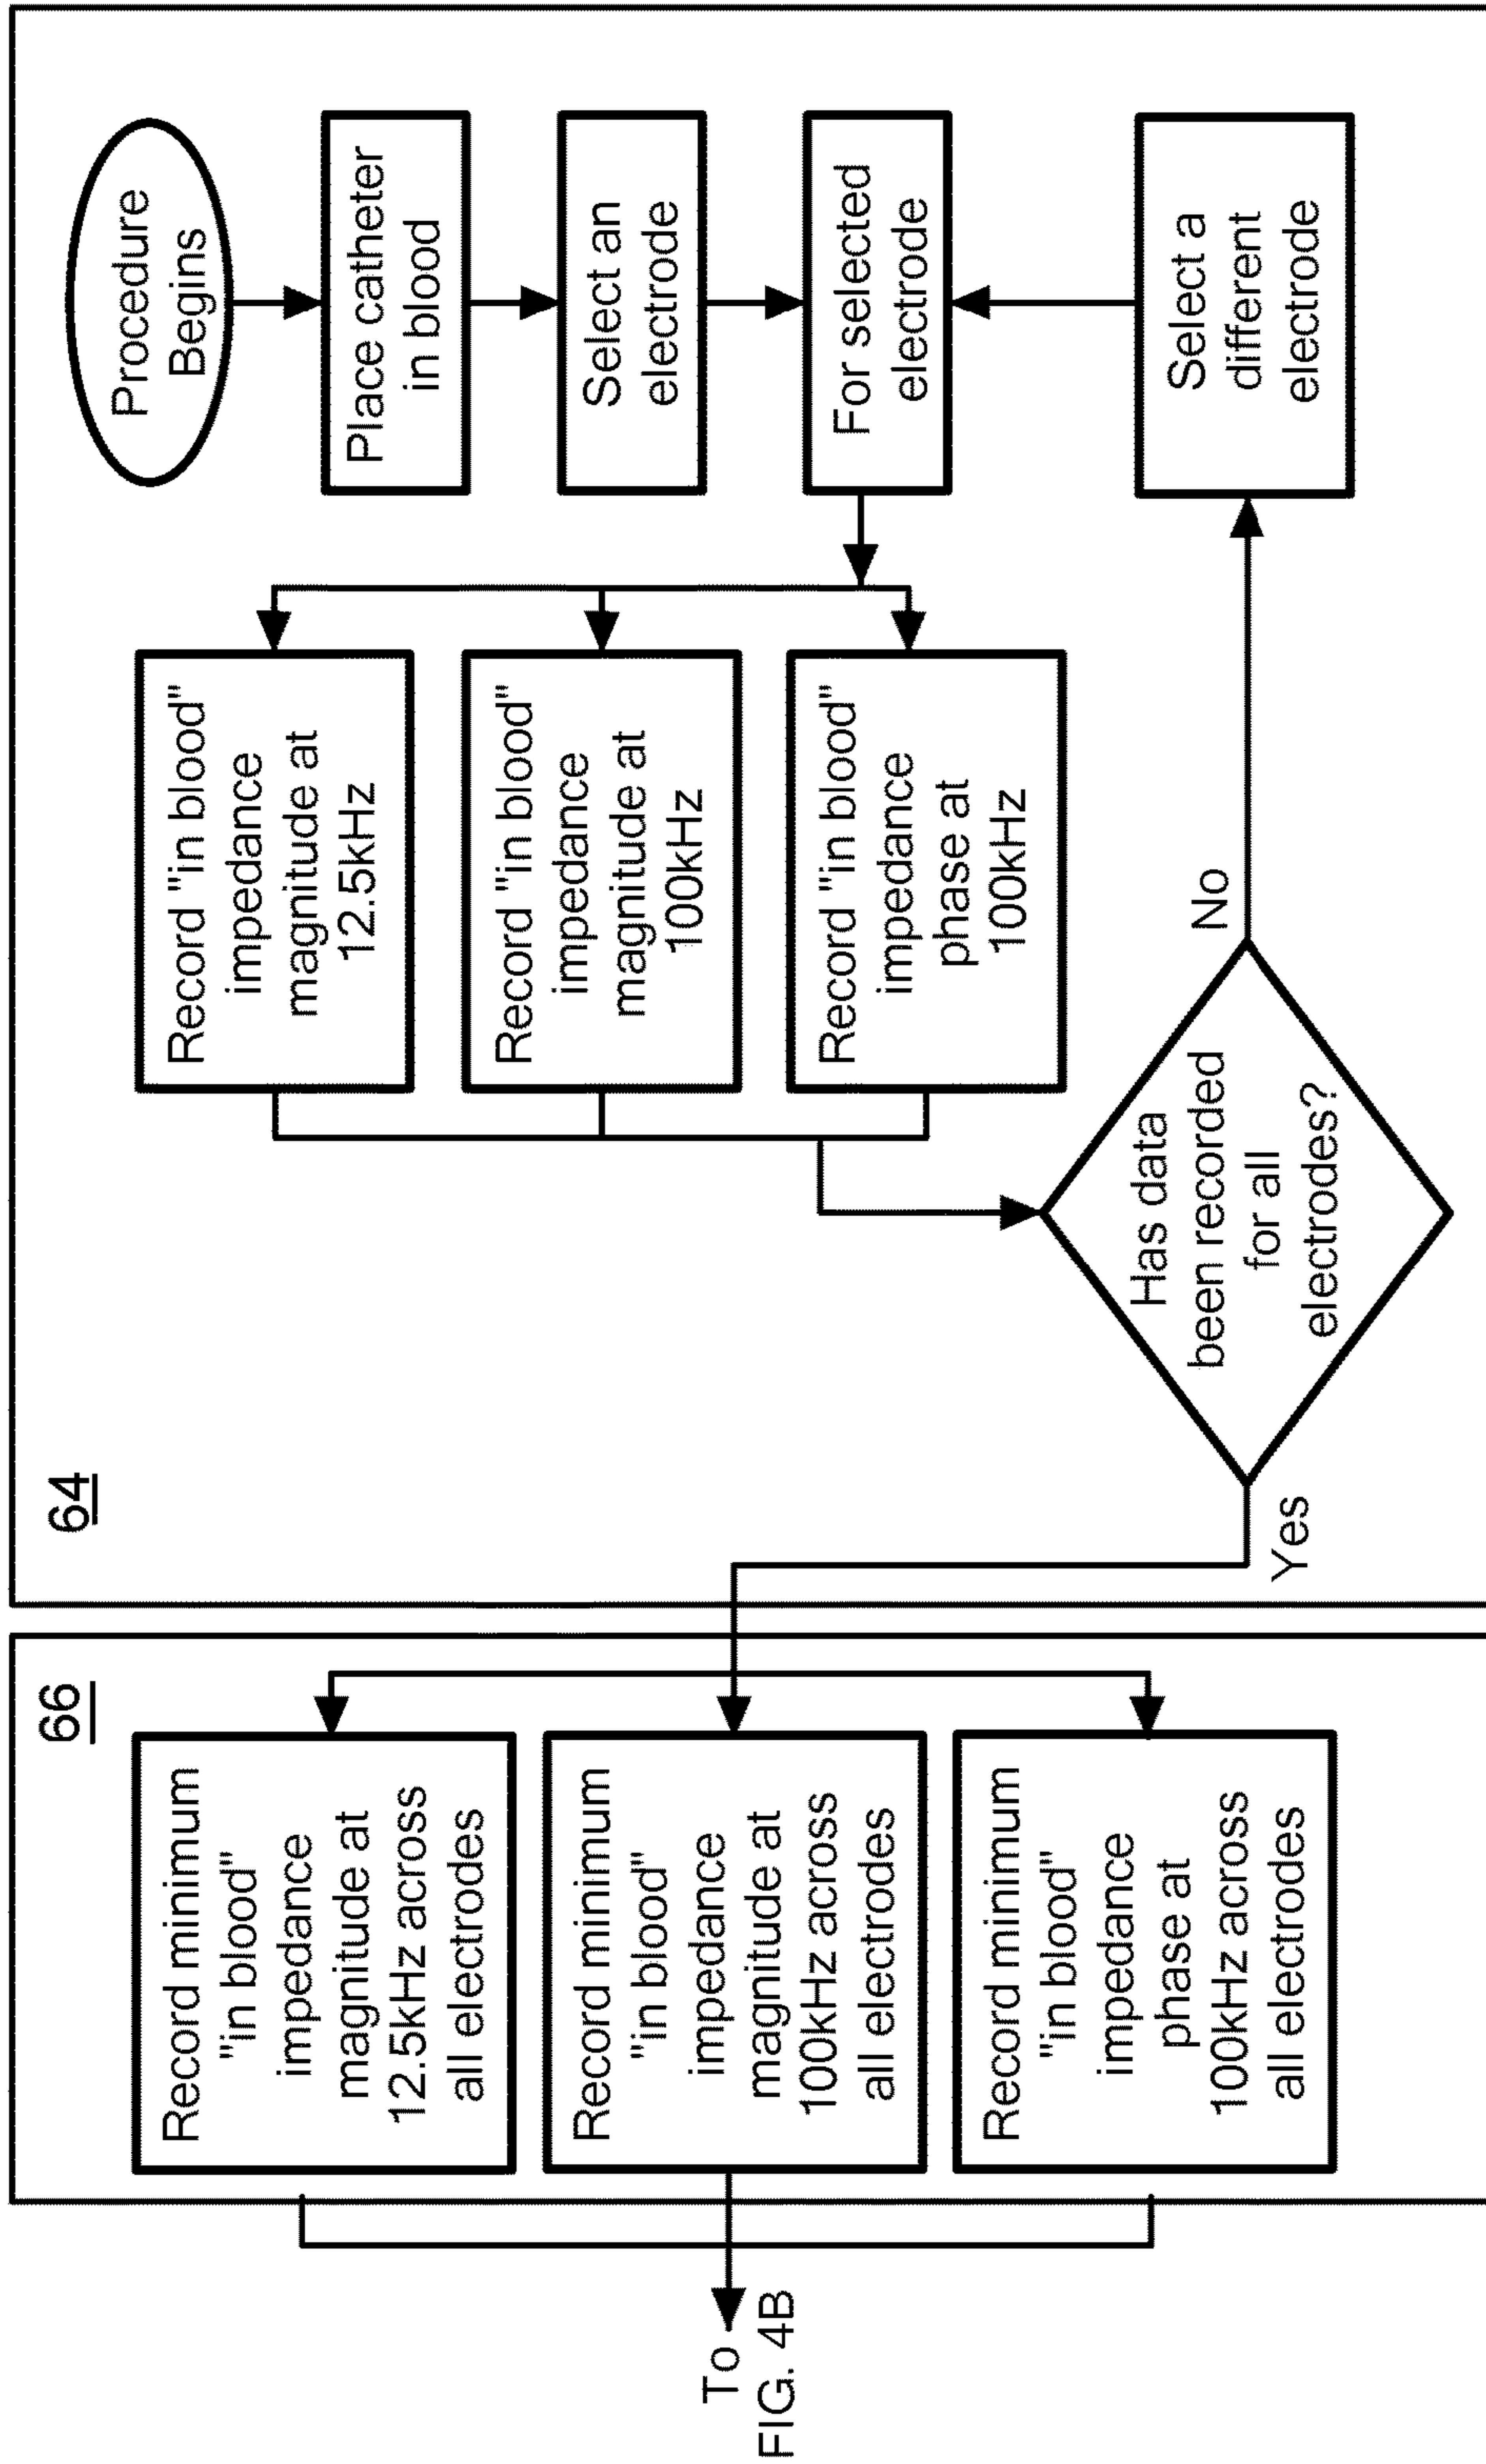 Procedure
Begins
Place catheter
in blood
Select an
electrode
For selected
electrode
Select a
different
electrode
Record "in blood"
impedance
magnitude at
12.5kHz
Record "in blood"
impedance
magnitude at
100kHz
Record "in blood"
impedance
phase at
100kHz
No
Has data
been recorded
for all
electrodes?
Yes
64
66
Record minimum
"in blood"
impedance
magnitude at
12.5kHz across
all electrodes
Record minimum
"in blood"
impedance
magnitude at
100kHz across
all electrodes
Record minimum
"in blood"
impedance
phase at
100kHz across
all electrodes
To
FIG. 4B